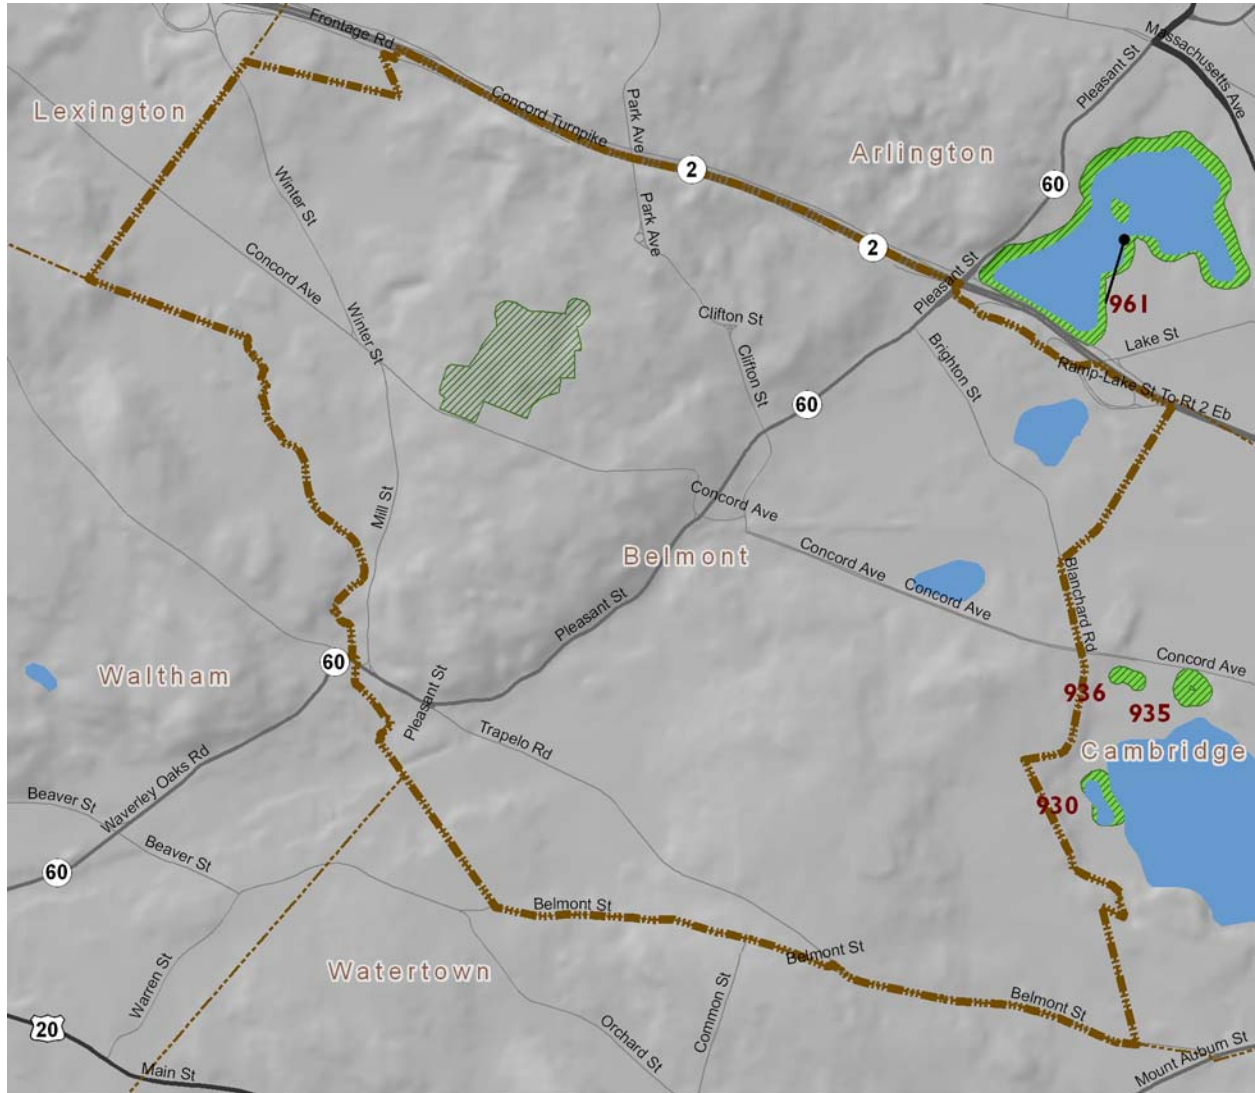 Frontage Rd
Massachusetts Ave
Pleasant St
Lexington
Concord Turnpike
Park Ave
2
Arlington
60
Winter St
Park Ave
Concord Ave
2
Pleasant St
961
Winter St
Clifton St
Lake St
Brighton St
Clifton St
Ramp-Lake St To Rt 2 Eb
60
Mill St
Concord Ave
Belmont
Concord Ave
Concord Ave
Blanchard Rd
Pleasant St
Concord Ave
60
Waltham
Pleasant St
936
935
Trapelo Rd
Cambridge
Waverley Oaks Rd
Beaver St
930
Beaver St
60
Belmont St
Belmont St
Watertown
Warren St
Common St
Belmont St
20
Orchard St
Main St
Mount Auburn St